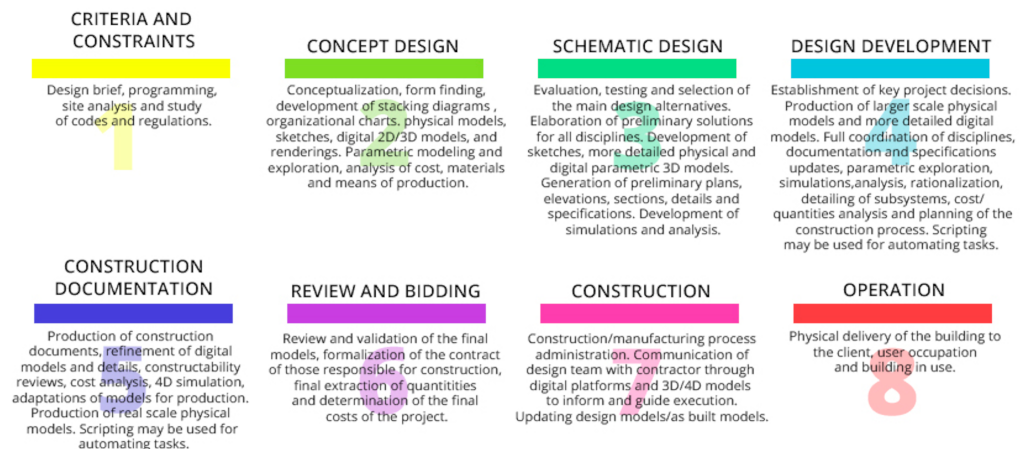 CRITERIA AND
CONSTRAINTS
1
Design brief, programming,
site analysis and study
of codes and regulations.
CONCEPT DESIGN
2
Conceptualization, form finding,
development of stacking diagrams ,
organizational charts. physical models,
sketches, digital 2D/3D models, and
renderings. Parametric modeling and
exploration, analysis of cost, materials
and means of production.
SCHEMATIC DESIGN
3
Evaluation, testing and selection of
the main design alternatives.
Elaboration of preliminary solutions
for all disciplines. Development of
sketches, more detailed physical and
digital parametric 3D models.
Generation of preliminary plans,
elevations, sections, details and
specifications. Development of
simulations and analysis.
DESIGN DEVELOPMENT
4
Establishment of key project decisions.
Production of larger scale physical
models and more detailed digital
models. Full coordination of disciplines,
documentation and specifications
updates, parametric exploration,
simulations,analysis, rationalization,
detailing of subsystems, cost/
quantities analysis and planning of the
construction process. Scripting
may be used for automating tasks.
CONSTRUCTION
DOCUMENTATION
5
Production of construction
documents, refinement of digital
models and details, constructability
reviews, cost analysis, 4D simulation,
adaptations of models for production.
Production of real scale physical
models. Scripting may be used for
automating tasks.
REVIEW AND BIDDING
6
Review and validation of the final
models, formalization of the contract
of those responsible for construction,
final extraction of quantitities
and determination of the final
costs of the project.
CONSTRUCTION
7
Construction/manufacturing process
administration. Communication of
design team with contractor through
digital platforms and 3D/4D models
to inform and guide execution.
Updating design models/as built models.
OPERATION
8
Physical delivery of the building to
the client, user occupation
and building in use.